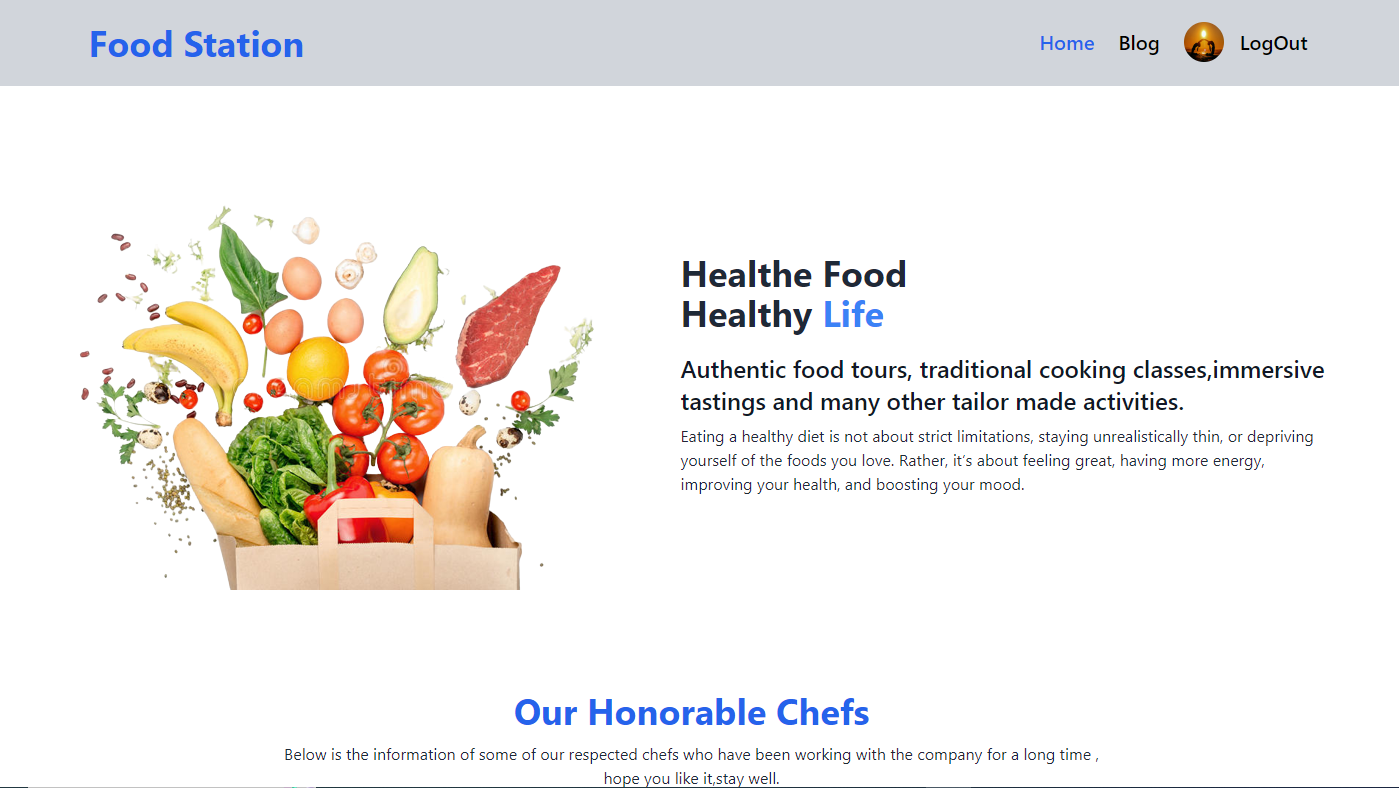 Food Station
Home Blog LogOut
Healthe Food
Healthy Life
Authentic food tours, traditional cooking classes,immersive
tastings and many other tailor made activities.
Eating a healthy diet is not about strict limitations, staying unrealistically thin, or depriving
yourself of the foods you love. Rather, it’s about feeling great, having more energy,
improving your health, and boosting your mood.
Our Honorable Chefs
Below is the information of some of our respected chefs who have been working with the company for a long time ,
hope you like it,stay well.